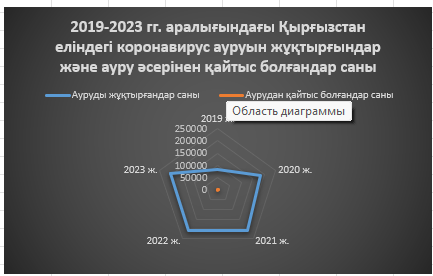 2019-2023 гг. аралығындағы Қырғызстан
еліндегі коронавирус ауруын жұқтырғындар
және ауру әсерінен қайтыс болғандар саны
Ауруды жұқтырғандар саны
Аурудан қайтыс болғандар саны
Область диаграммы
2019 ж.
250000
200000
150000
100000
50000
0
2023 ж.
2020 ж.
2022 ж.
2021 ж.